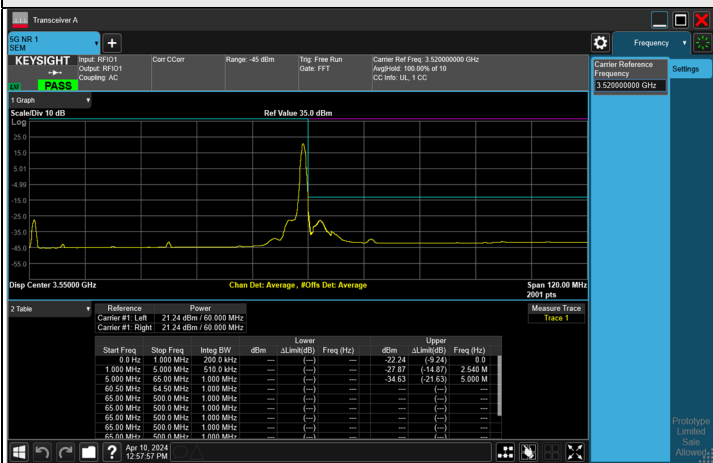 Transceiver A
5G NR 1
SEM
Frequency
KEYSIGHT
Input: RFIO1
Output: RFIO1
Coupling: AC
Corr CCorr
Range: -45 dBm
Trig: Free Run
Gate: FFT
Carrier Ref Freq: 3.520000000 GHz
Avg|Hold: 100.00% of 10
CC Info: UL, 1 CC
PASS
Carrier Reference
Frequency
3.520000000 GHz
Settings
1 Graph
Scale/Div 10 dB
Ref Value 35.0 dBm
Log
25.0
15.0
5.01
-4.99
-15.0
-25.0
-35.0
-45.0
-55.0
Disp Center 3.55000 GHz
Chan Det: Average, #Offs Det: Average
Span 120.00 MHz
2001 pts
2 Table
Reference Power
Carrier #1: Left 21.24 dBm / 60.000 MHz
Carrier #1: Right 21.24 dBm / 60.000 MHz
Measure Trace
Trace 1
Lower Upper
Start Freq Stop Freq Integ BW dBm ΔLimit(dB) Freq (Hz) dBm ΔLimit(dB) Freq (Hz)
0.0 Hz 1.000 MHz 200.0 kHz --- (---) --- -22.24 (-9.24) 0.0
1.000 MHz 5.000 MHz 510.0 kHz --- (---) --- -27.87 (-14.87) 2.540 M
5.000 MHz 65.00 MHz 1.000 MHz --- (---) --- -34.63 (-21.63) 5.000 M
60.50 MHz 64.50 MHz 1.000 MHz --- (---) --- --- (---) ---
65.00 MHz 500.0 MHz 1.000 MHz --- (---) --- --- (---) ---
65.00 MHz 500.0 MHz 1.000 MHz --- (---) --- --- (---) ---
65.00 MHz 500.0 MHz 1.000 MHz --- (---) --- --- (---) ---
65.00 MHz 500.0 MHz 1.000 MHz --- (---) --- --- (---) ---
Prototype
Limited
Sale
Allowed
Apr 10, 2024
12:57:57 PM